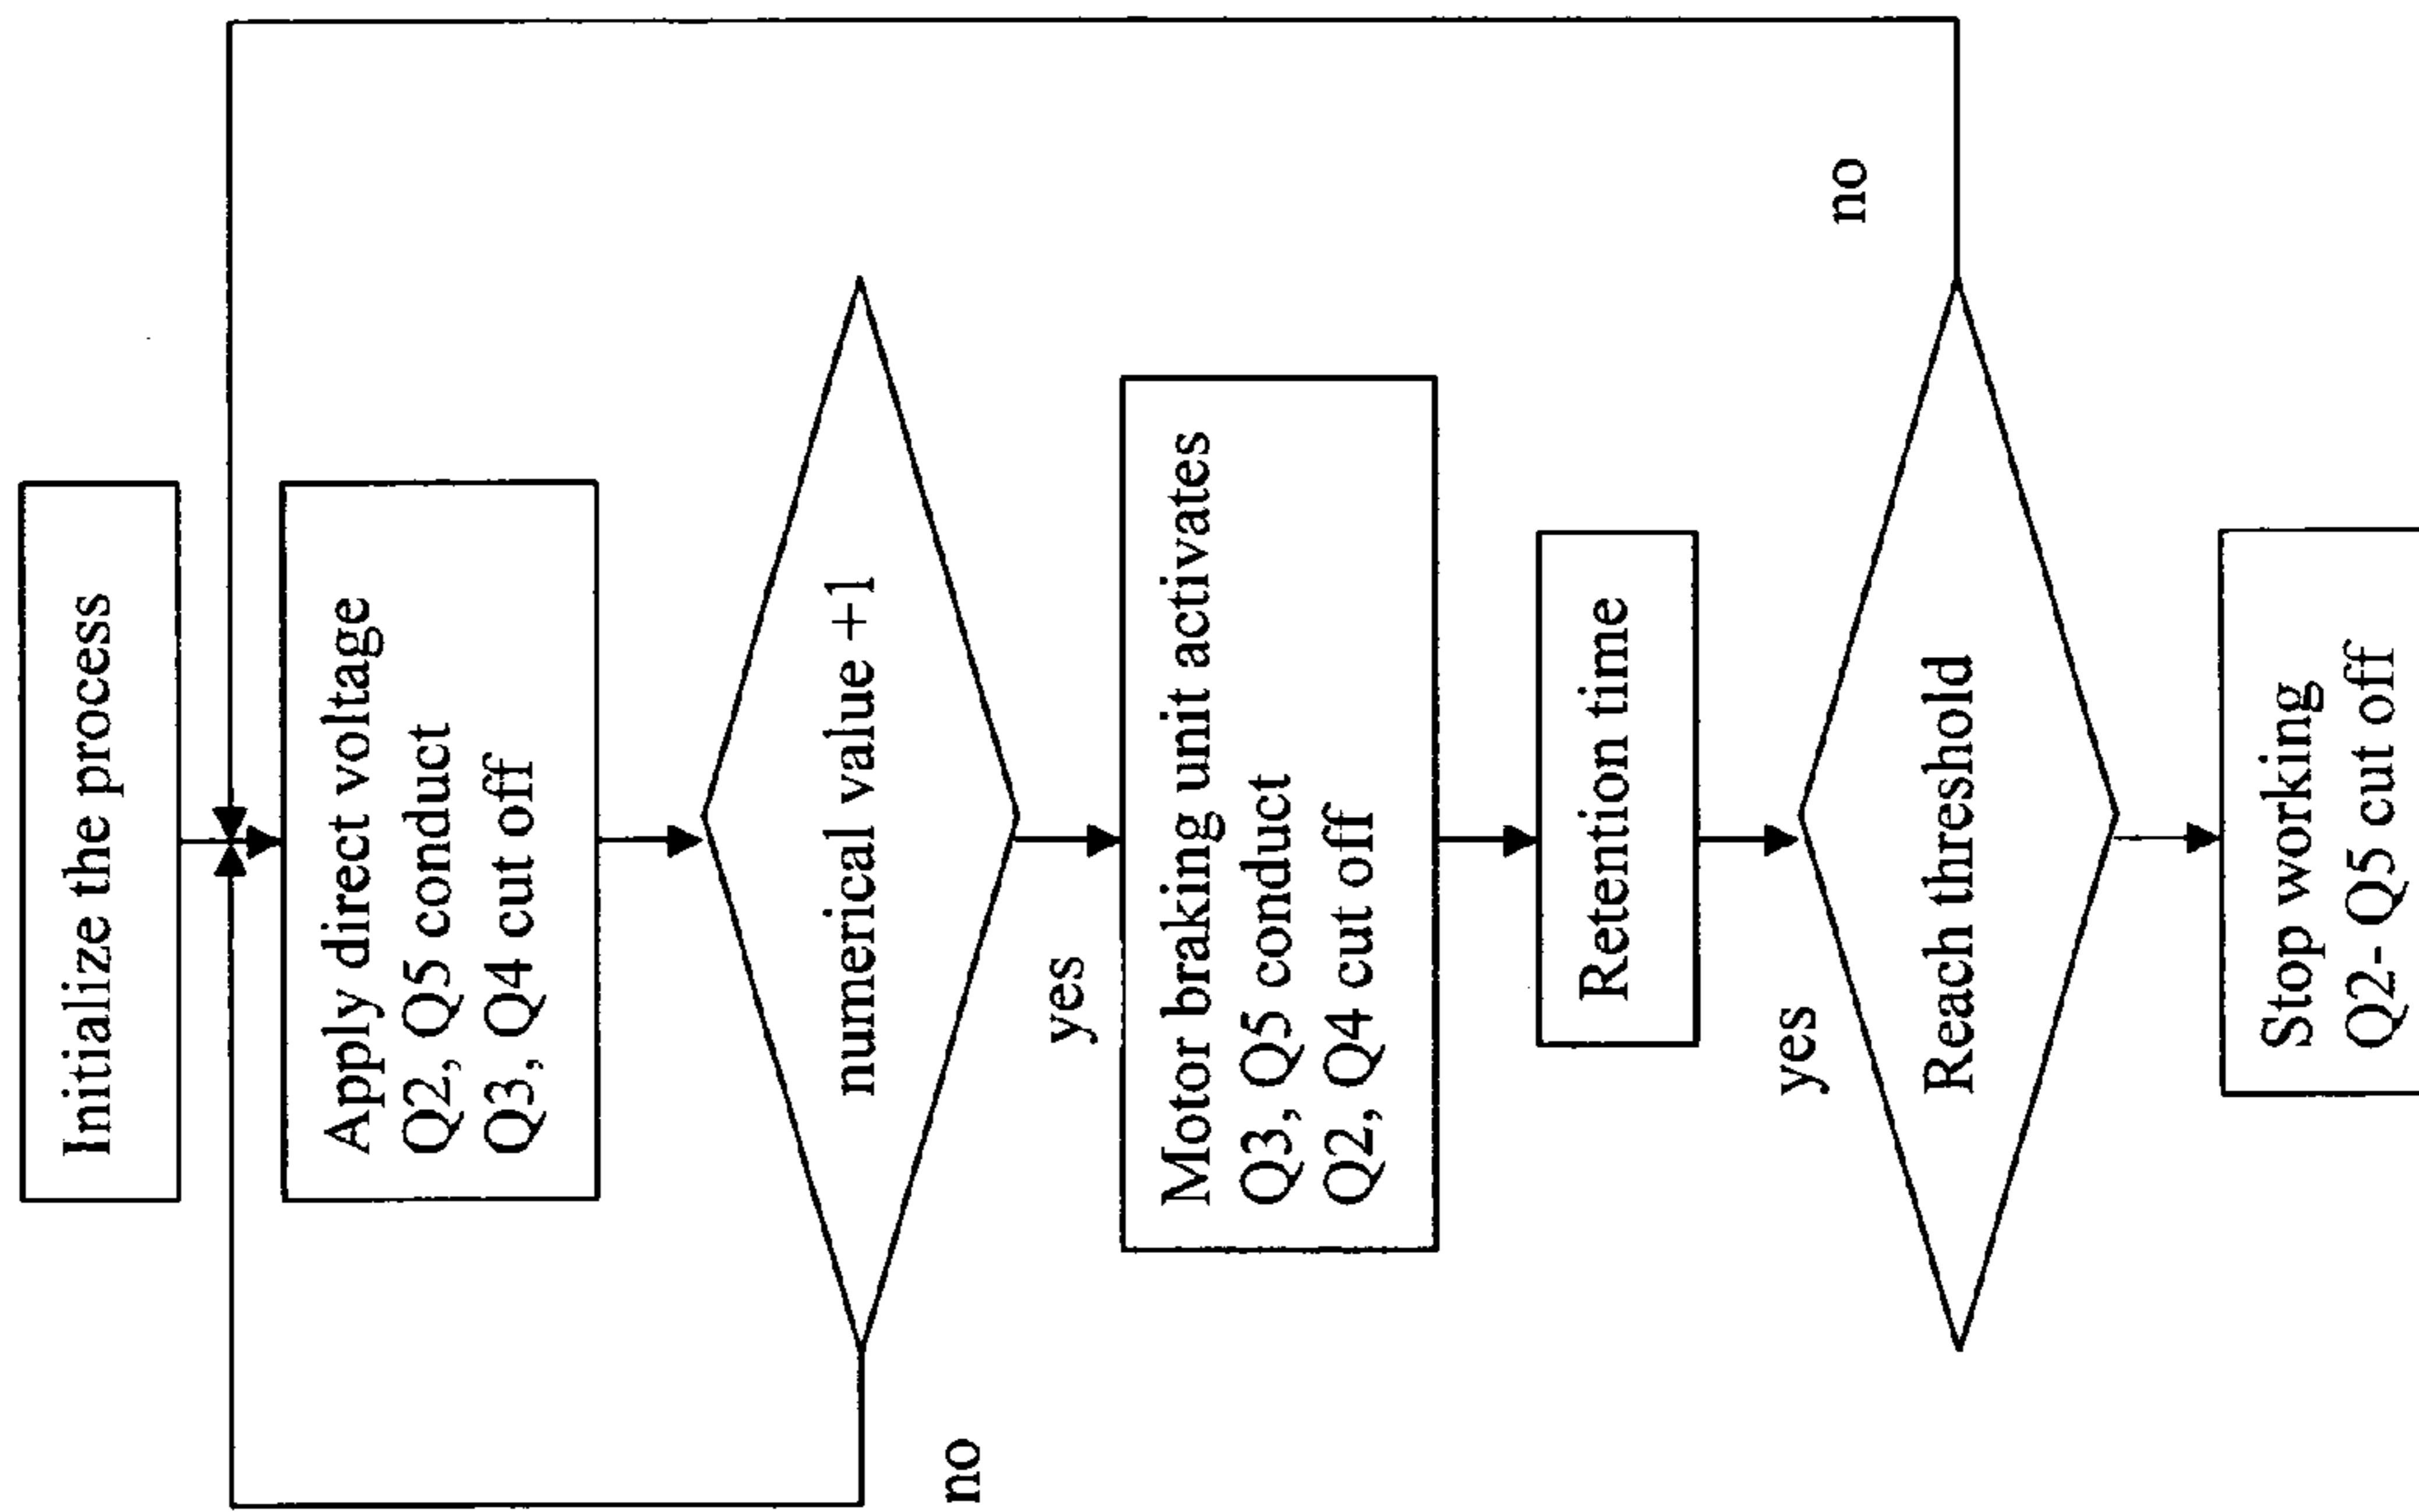 Initialize the process
Apply direct voltage
Q2, Q5 conduct
Q3, Q4 cut off
numerical value +1
no
yes
Motor braking unit activates
Q3, Q5 conduct
Q2, Q4 cut off
Retention time
yes
Reach threshold
no
Stop working
Q2- Q5 cut off